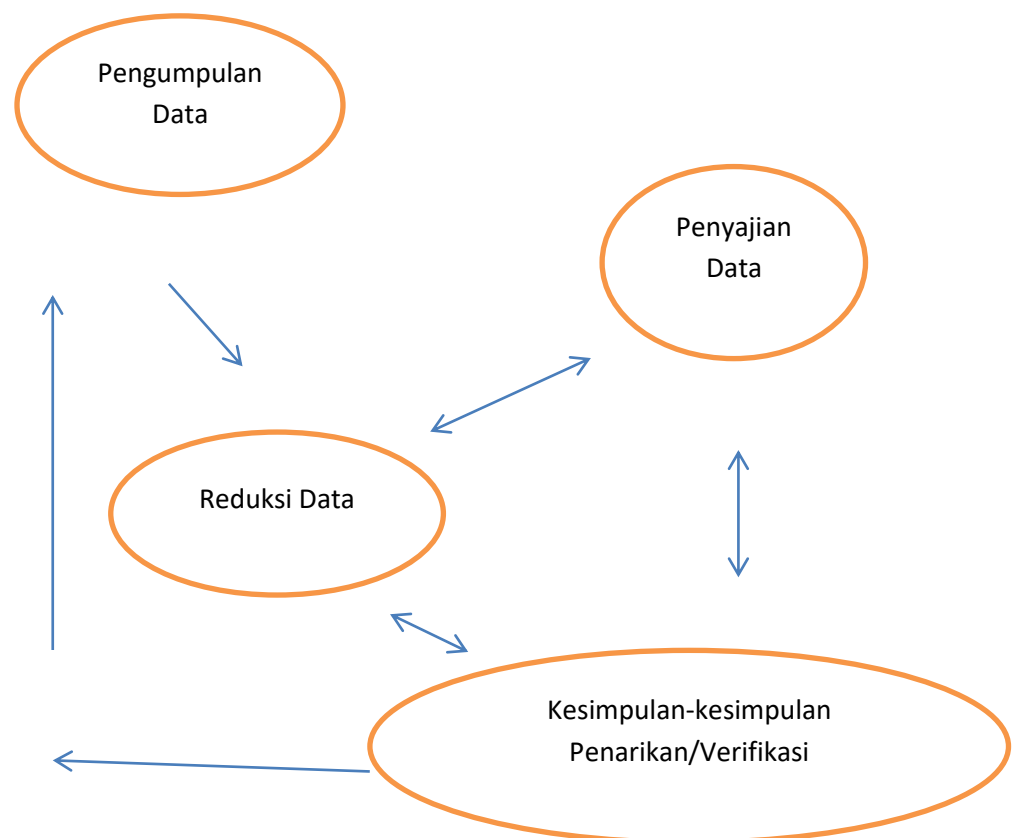 Pengumpulan
Data
Penyajian
Data
Reduksi Data
Kesimpulan-kesimpulan
Penarikan/Verifikasi